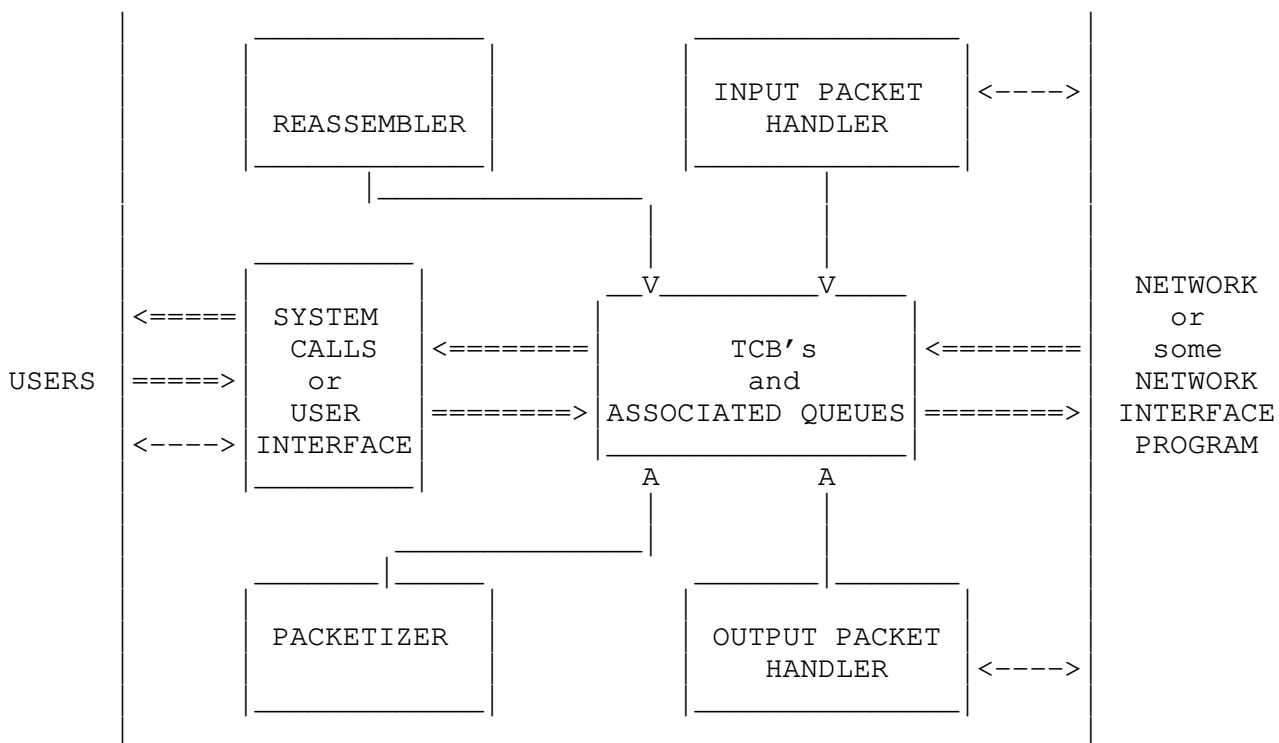 REASSEMBLER
INPUT PACKET
HANDLER
USERS
SYSTEM
CALLS
or
USER
INTERFACE
TCB's
and
ASSOCIATED QUEUES
NETWORK
or
some
NETWORK
INTERFACE
PROGRAM
PACKETIZER
OUTPUT PACKET
HANDLER